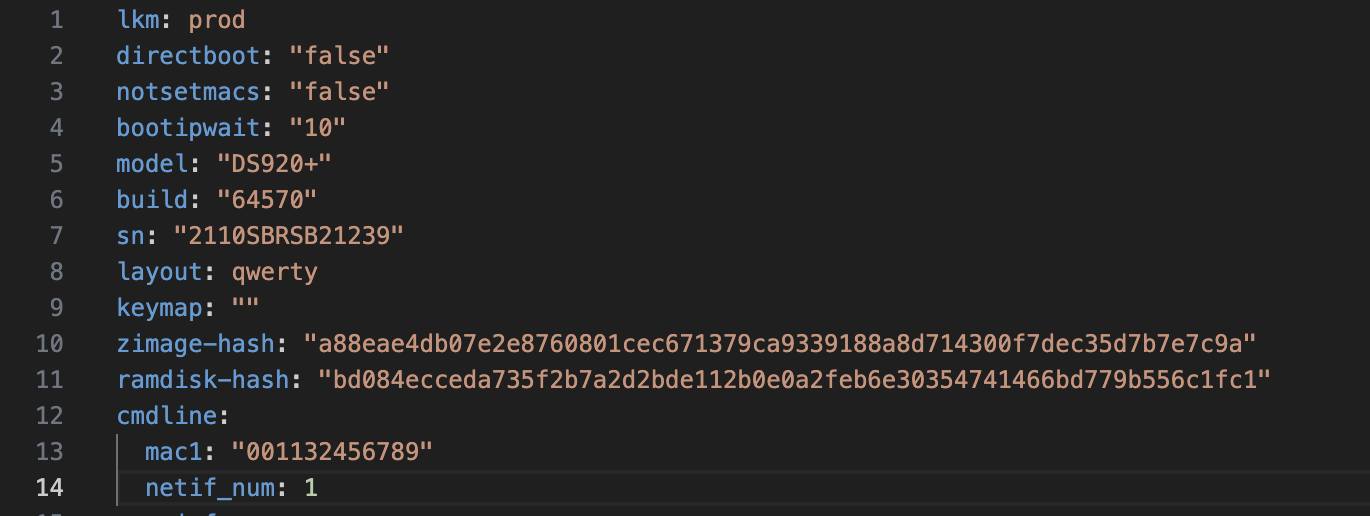 1 lkm: prod
2 directboot: "false"
3 notsetmacs: "false"
4 bootipwait: "10"
5 model: "DS920+"
6 build: "64570"
7 sn: "2110SBRSB21239"
8 layout: qwerty
9 keymap: ""
10 zimage-hash: "a88eae4db07e2e8760801cec671379ca9339188a8d714300f7dec35d7b7e7c9a"
11 ramdisk-hash: "bd084ecceda735f2b7a2d2bde112b0e0a2feb6e30354741466bd779b556c1fc1"
12 cmdline:
13 mac1: "001132456789"
14 netif_num: 1